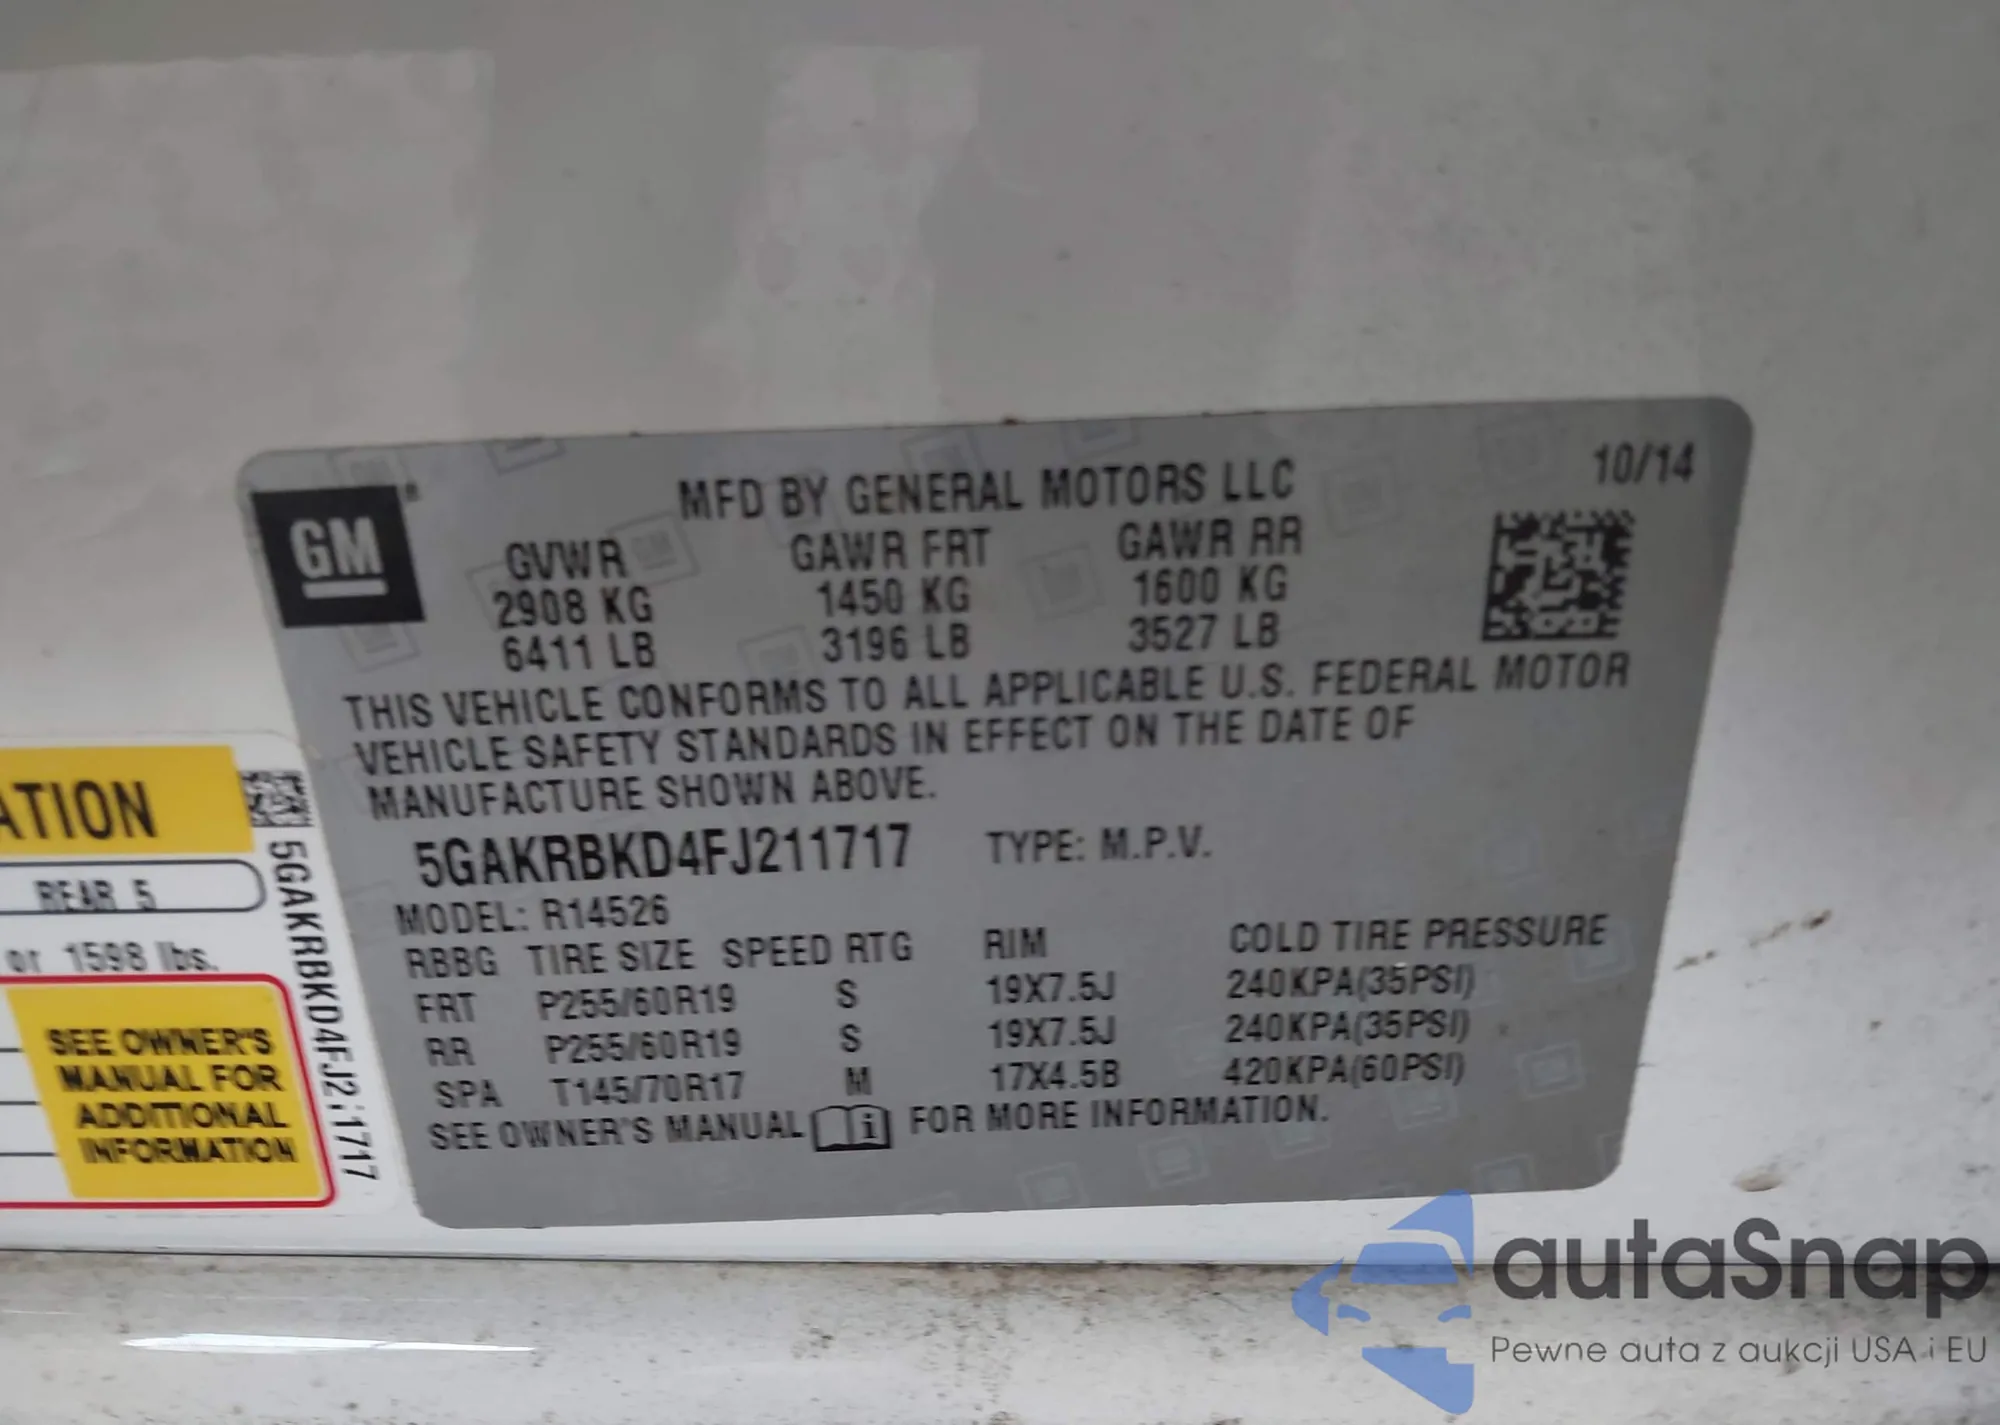 10/14
MFD BY GENERAL MOTORS LLC
GM
GVWR GAWR FRT GAWR RR
2908 KG 1450 KG 1600 KG
6411 LB 3196 LB 3527 LB
THIS VEHICLE CONFORMS TO ALL APPLICABLE U.S. FEDERAL MOTOR
VEHICLE SAFETY STANDARDS IN EFFECT ON THE DATE OF
MANUFACTURE SHOWN ABOVE.
5GAKRBKD4FJ211717 TYPE: M.P.V.
MODEL: R14526
RBBG TIRE SIZE SPEED RTG RIM COLD TIRE PRESSURE
FRT P255/60R19 S 19X7.5J 240KPA(35PSI)
RR P255/60R19 S 19X7.5J 240KPA(35PSI)
SPA T145/70R17 M 17X4.5B 420KPA(60PSI)
SEE OWNER'S MANUAL i FOR MORE INFORMATION.
ATION
REAR 5
or 1598 lbs.
SEE OWNER'S
MANUAL FOR
ADDITIONAL
INFORMATION
5GAKRBKD4FJ211717
autaSnap
Pewne auta z aukcji USA i EU